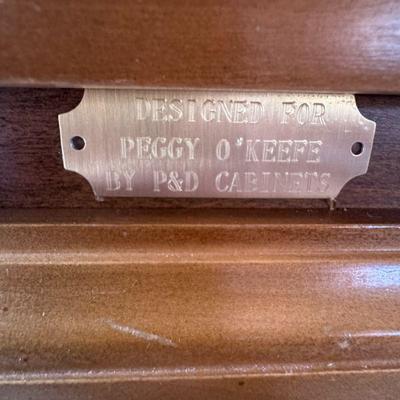 DESIGNED FOR
PEGGY O'KEEFE
BY P&D CABINETS